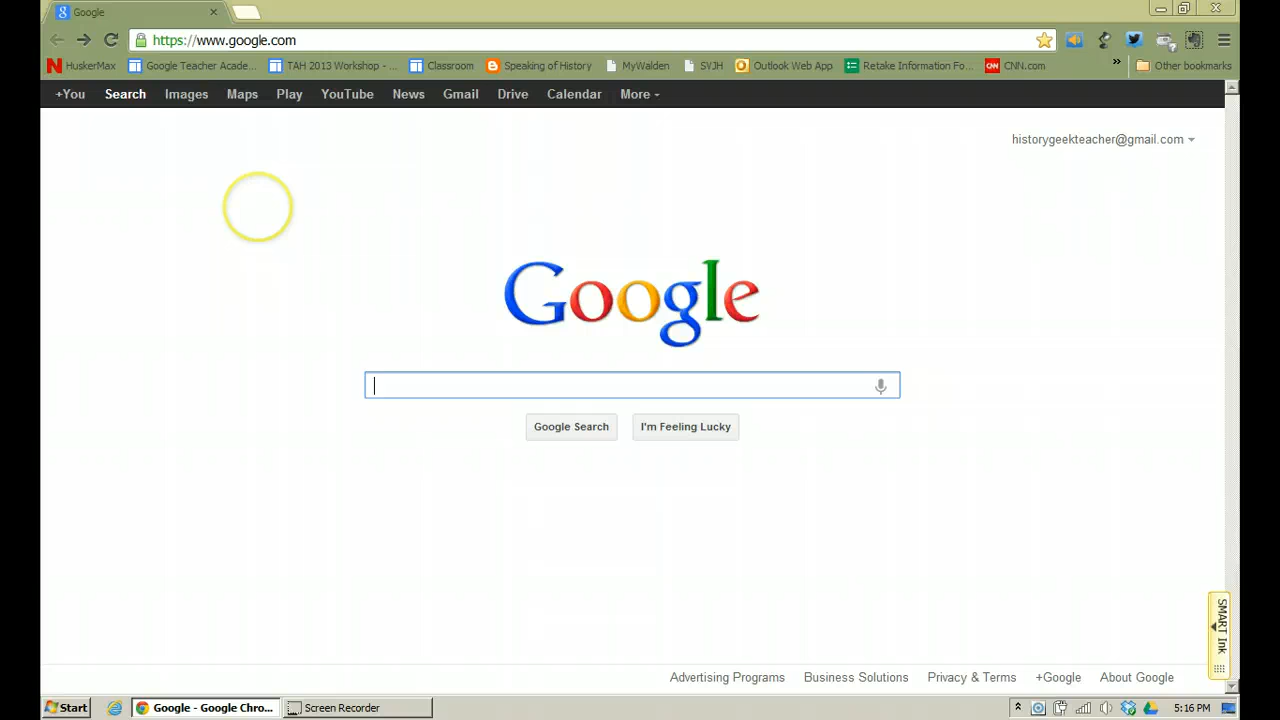 Google
https://www.google.com
HuskerMax Google Teacher Acade... TAH 2013 Workshop - ... Classroom Speaking of History MyWalden SVJH Outlook Web App Retake Information Fo... CNN.com » Other bookmarks
+You Search Images Maps Play YouTube News Gmail Drive Calendar More
historygeekteacher@gmail.com
Google
Google Search I'm Feeling Lucky
SMART Ink
Advertising Programs Business Solutions Privacy & Terms +Google About Google
Start Google - Google Chro... Screen Recorder 5:16 PM